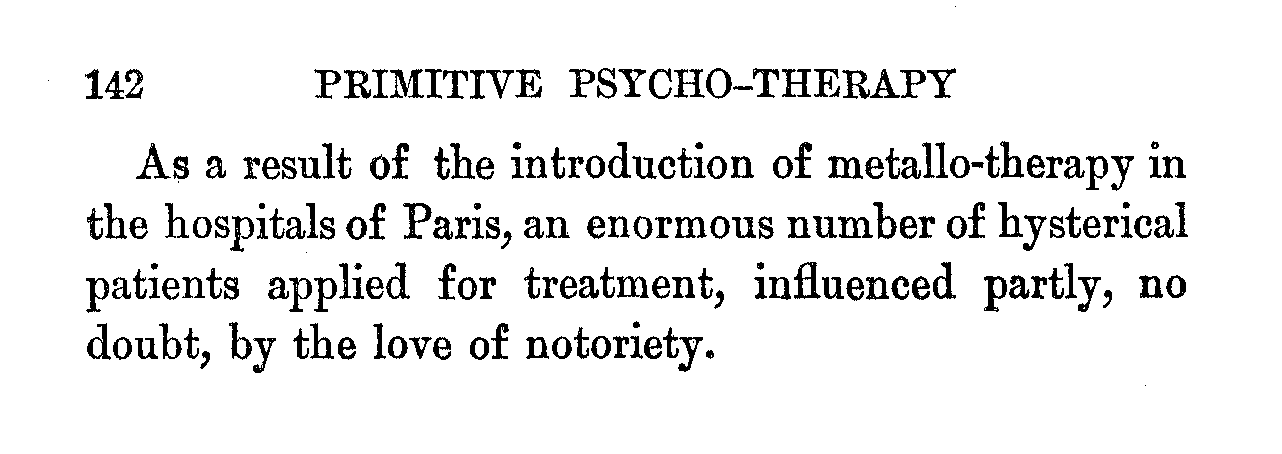 142 PRIMITIVE PSYCHO-THERAPY
As a result of the introduction of metallo-therapy in
the hospitals of Paris, an enormous number of hysterical
patients applied for treatment, influenced partly, no
doubt, by the love of notoriety.